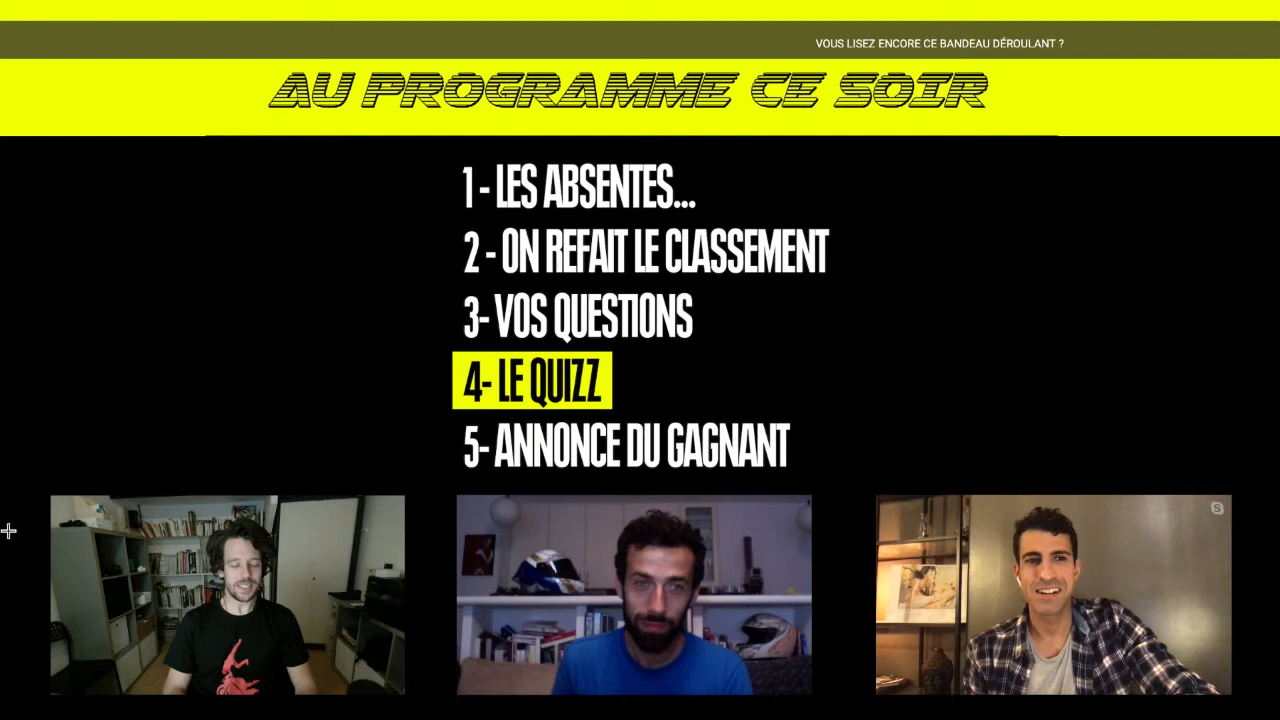 VOUS LISEZ ENCORE CE BANDEAU DÉROULANT ?
AU PROGRAMME CE SOIR
1 - LES ABSENTES...
2 - ON REFAIT LE CLASSEMENT
3- VOS QUESTIONS
4- LE QUIZZ
5- ANNONCE DU GAGNANT
S